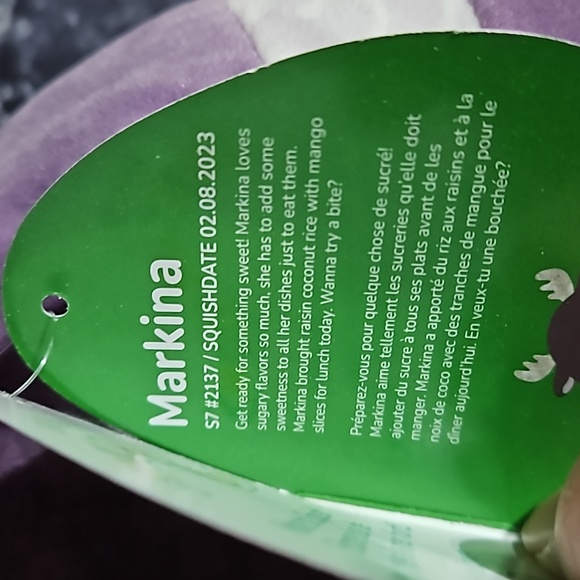 Markina
S7 #2137 / SQUISHDATE 02.08.2023
Get ready for something sweet! Markina loves
sugary flavors so much, she has to add some
sweetness to all her dishes just to eat them.
Markina brought raisin coconut rice with mango
slices for lunch today. Wanna try a bite?
Préparez-vous pour quelque chose de sucré!
Markina aime tellement les sucreries qu'elle doit
ajouter du sucre à tous ses plats avant de les
manger. Markina a apporté du riz aux raisins et à la
noix de coco avec des tranches de mangue pour le
dîner aujourd'hui. En veux-tu une bouchée?